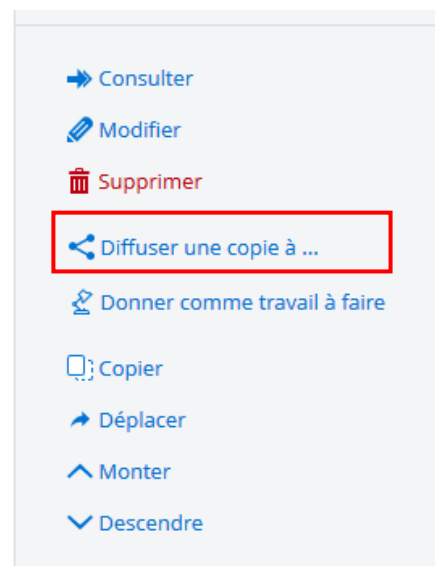 Consulter
Modifier
Supprimer
Diffuser une copie à ...
Donner comme travail à faire
Copier
Déplacer
Monter
Descendre